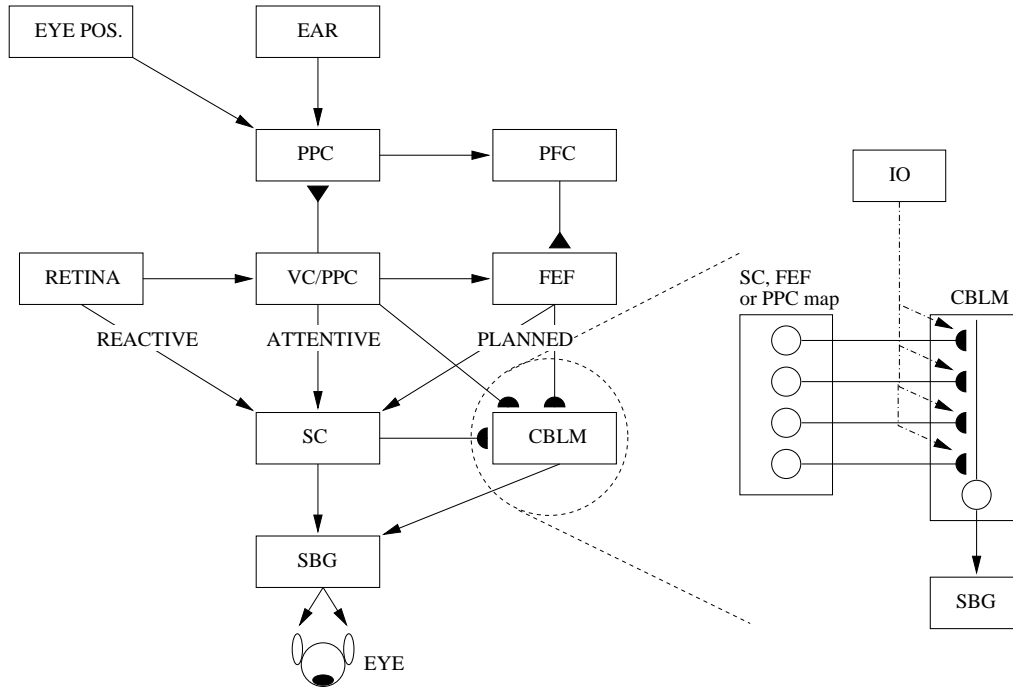 EYE POS.
EAR
PPC
PFC
IO
RETINA
VC/PPC
FEF
SC, FEF
or PPC map
CBLM
REACTIVE
ATTENTIVE
PLANNED
SC
CBLM
SBG
SBG
EYE